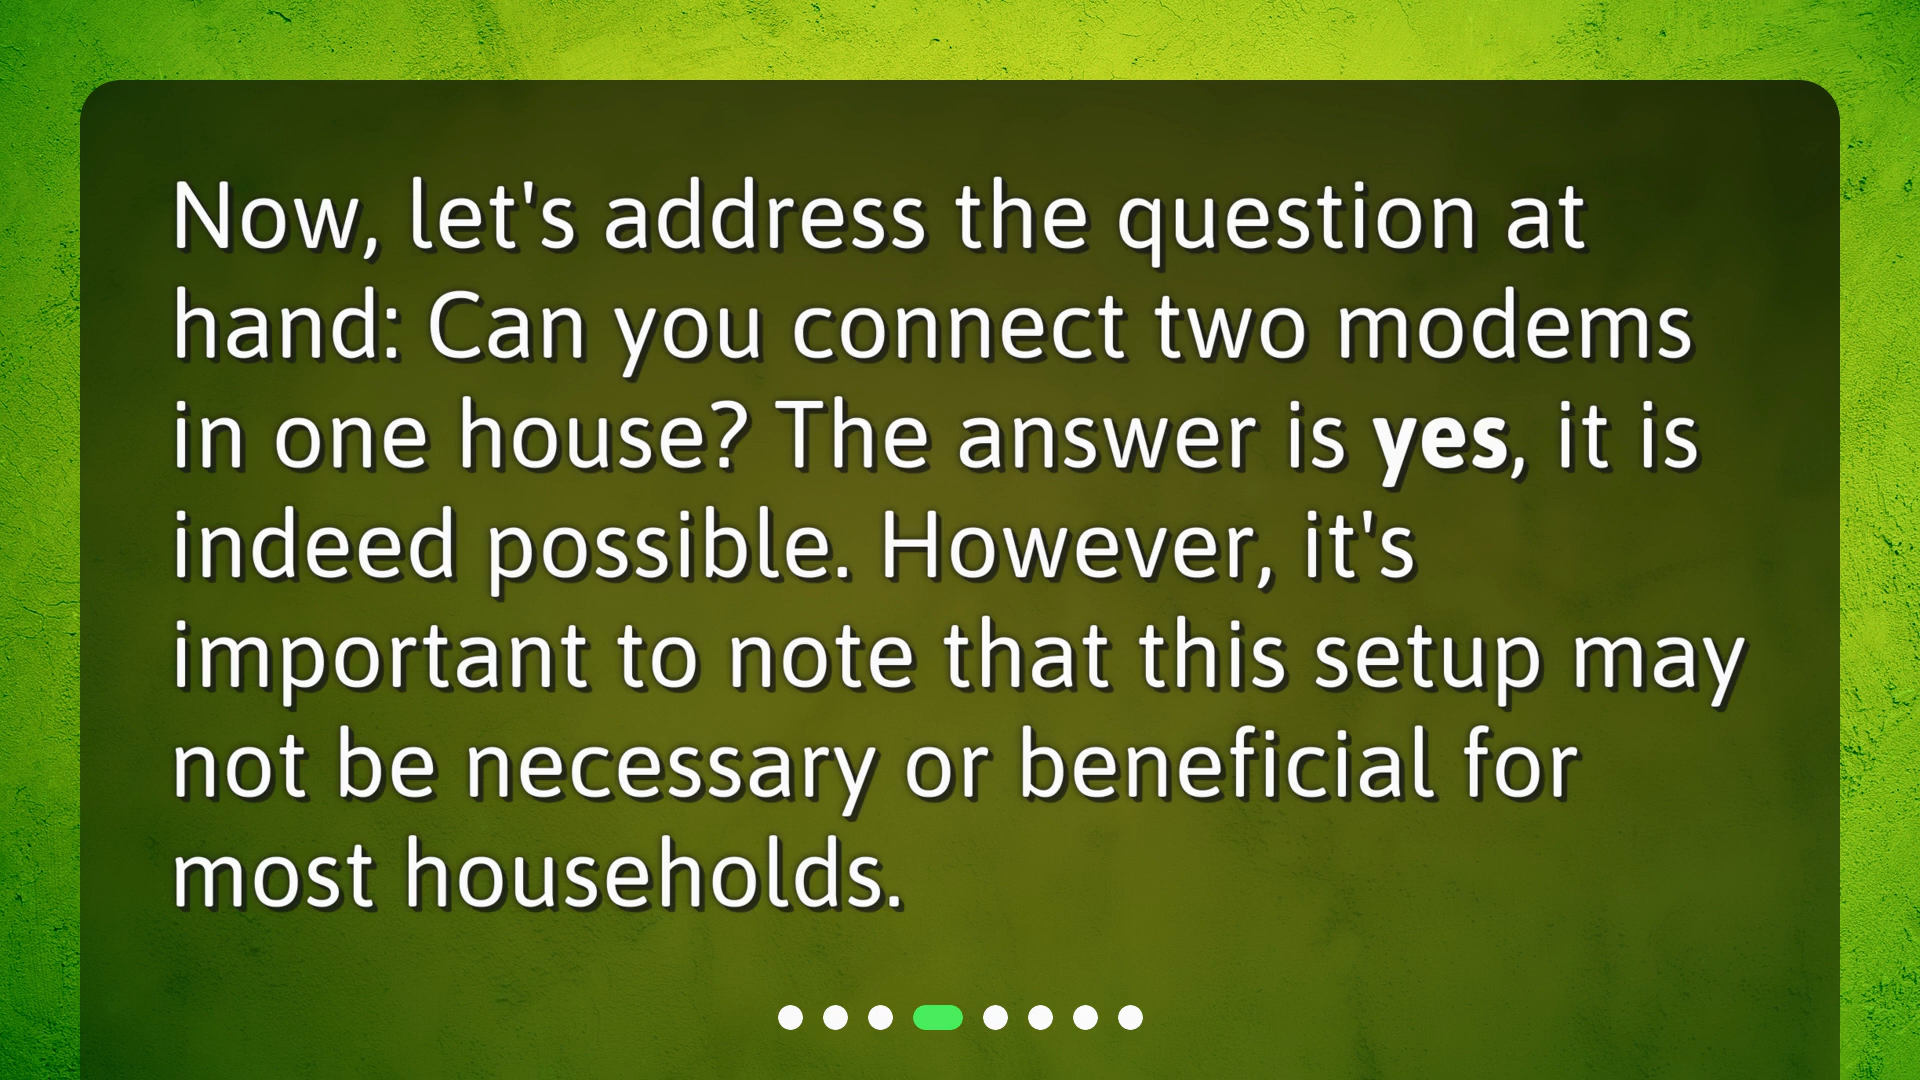 Now, let's address the question at
hand: Can you connect two modems
in one house? The answer is yes, it is
indeed possible. However, it's
important to note that this setup may
not be necessary or beneficial for
most households.